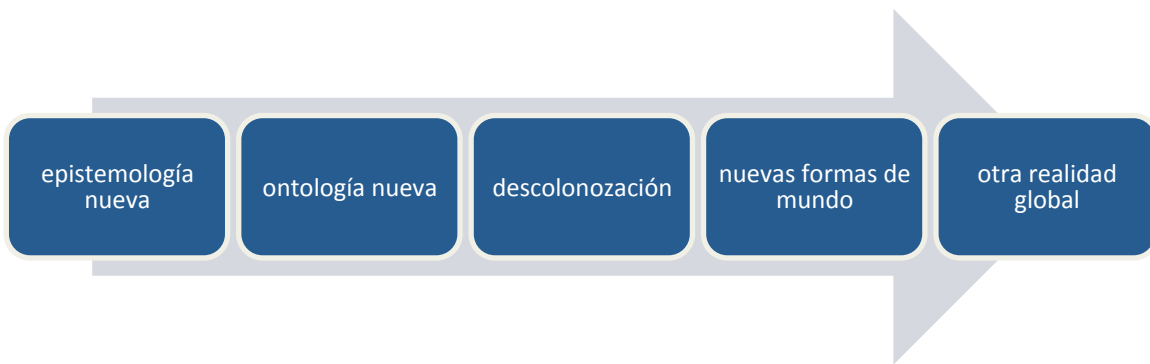 epistemología
nueva
ontología nueva
descolonozación
nuevas formas de
mundo
otra realidad
global